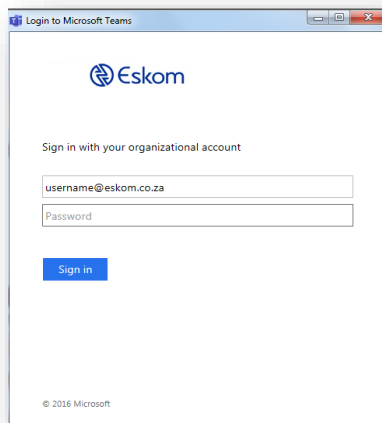 Login to Microsoft Teams
Eskom
Sign in with your organizational account
username@eskom.co.za
Password
Sign in
© 2016 Microsoft